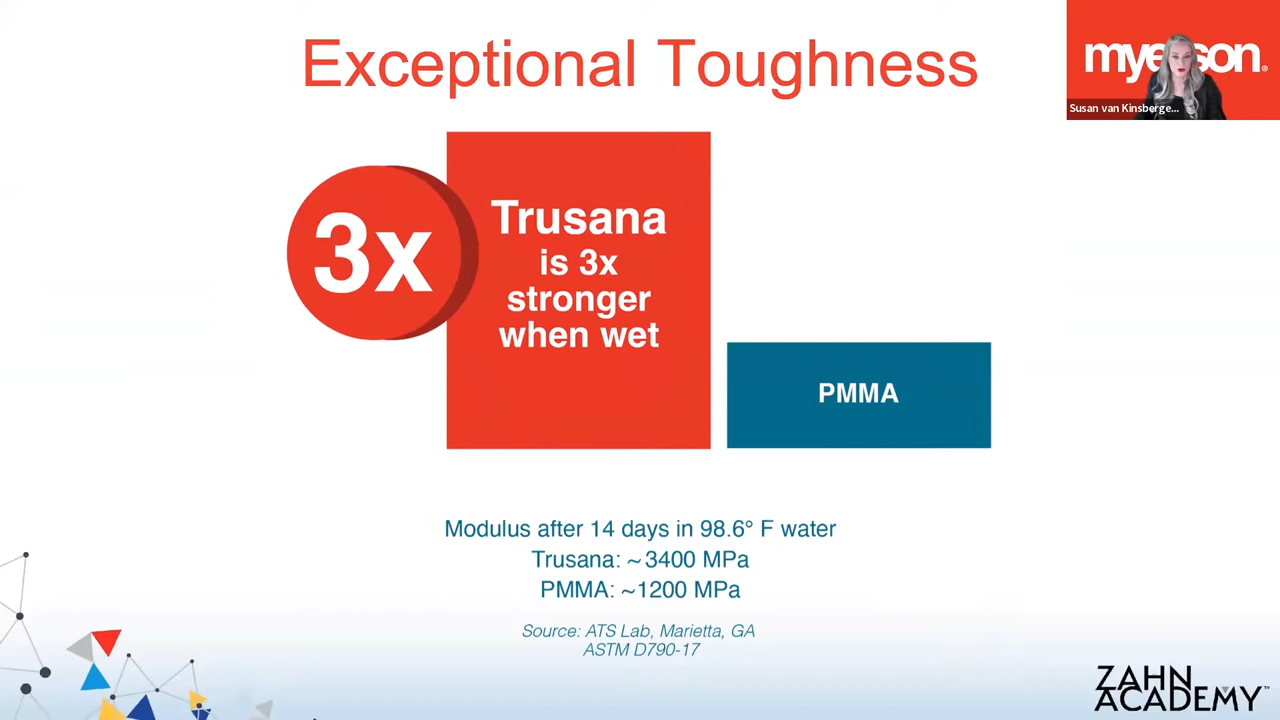 Exceptional Toughness
Susan van Kinsberge...
3x
Trusana
is 3x
stronger
when wet
PMMA
Modulus after 14 days in 98.6° F water
Trusana: ~3400 MPa
PMMA: ~1200 MPa
Source: ATS Lab, Marietta, GA
ASTM D790-17
ZAHN
ACADEMY™